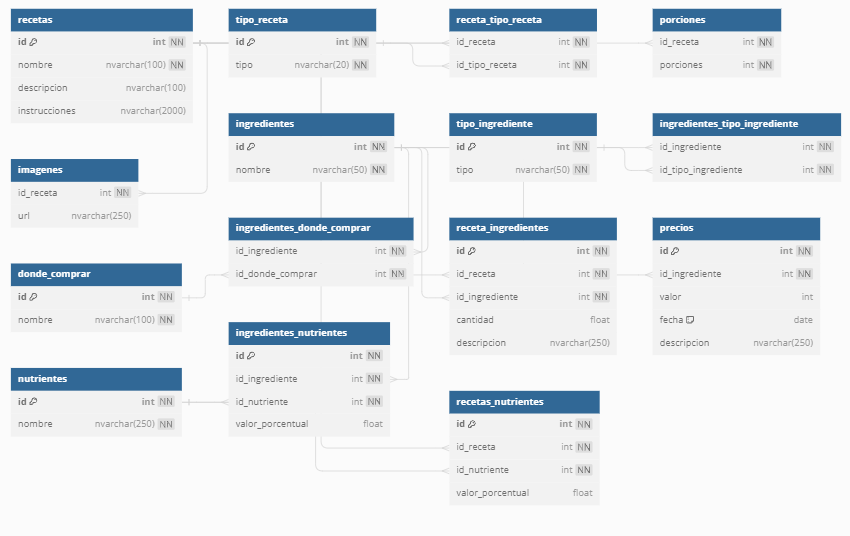 recetas
id int NN
nombre nvarchar(100) NN
descripcion nvarchar(100)
instrucciones nvarchar(2000)
tipo_receta
id int NN
tipo nvarchar(20) NN
receta_tipo_receta
id_receta int NN
id_tipo_receta int NN
porciones
id_receta int NN
porciones int NN
ingredientes
id int NN
nombre nvarchar(50) NN
tipo_ingrediente
id int NN
tipo nvarchar(50) NN
ingredientes_tipo_ingrediente
id_ingrediente int NN
id_tipo_ingrediente int NN
imagenes
id_receta int NN
url nvarchar(250)
ingredientes_donde_comprar
id_ingrediente int NN
id_donde_comprar int NN
receta_ingredientes
id int NN
id_receta int NN
id_ingrediente int NN
cantidad float
descripcion nvarchar(250)
precios
id int NN
id_ingrediente int NN
valor int
fecha date
descripcion nvarchar(250)
donde_comprar
id int NN
nombre nvarchar(100) NN
ingredientes_nutrientes
id int NN
id_ingrediente int NN
id_nutriente int NN
valor_porcentual float
nutrientes
id int NN
nombre nvarchar(250) NN
recetas_nutrientes
id int NN
id_receta int NN
id_nutriente int NN
valor_porcentual float